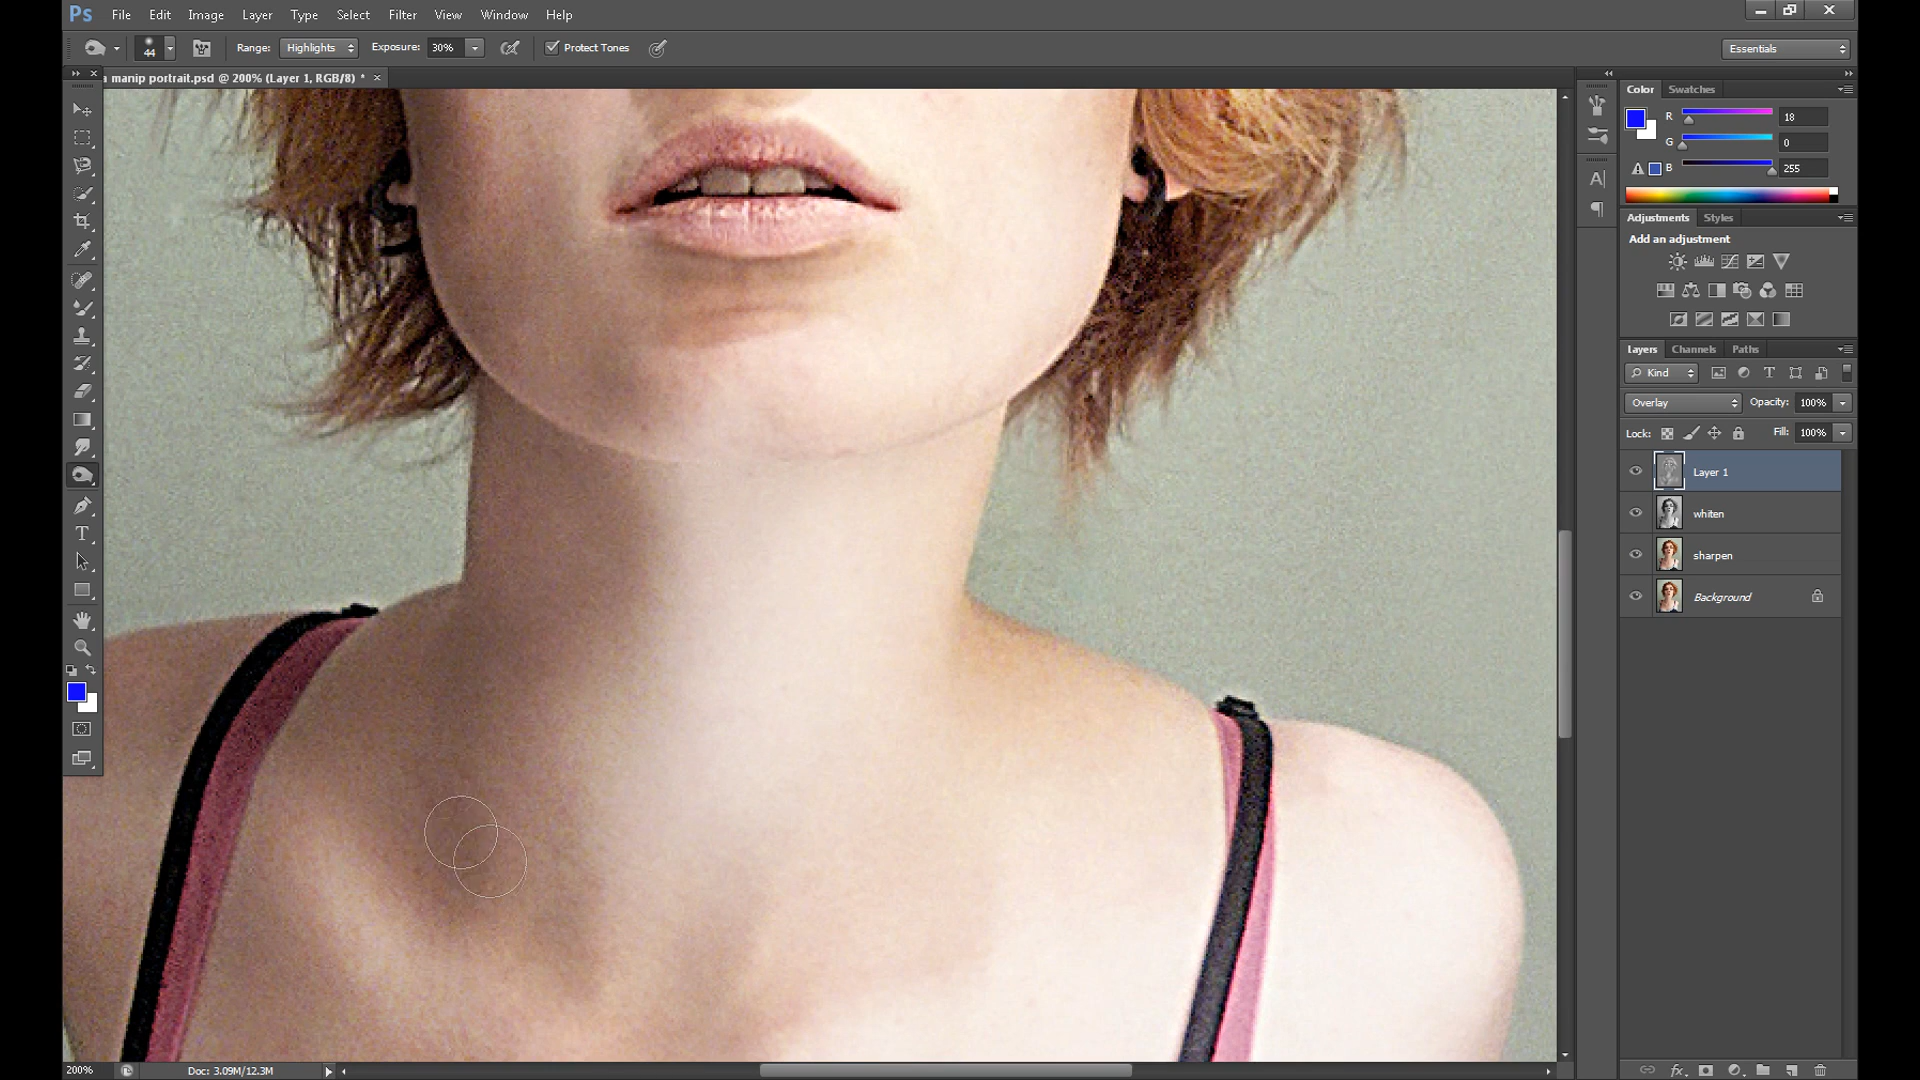 Ps File Edit Image Layer Type Select Filter View Window Help
44 Range: Highlights Exposure: 30% Protect Tones Essentials
a manip portrait.psd @ 200% (Layer 1, RGB/8) * ×
Color Swatches
R 18
G 0
B 255
Adjustments Styles
Add an adjustment
Layers Channels Paths
Kind
Overlay Opacity: 100%
Lock: Fill: 100%
Layer 1
whiten
sharpen
Background
200% Doc: 3.09M/12.3M